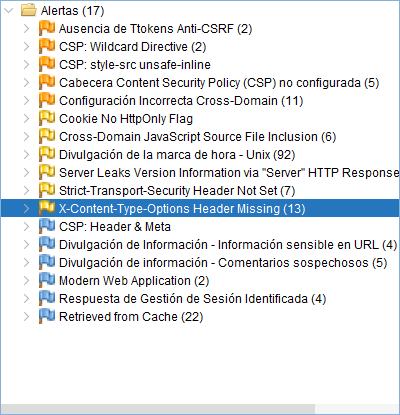 Alertas (17)
Ausencia de Ttokens Anti-CSRF (2)
CSP: Wildcard Directive (2)
CSP: style-src unsafe-inline
Cabecera Content Security Policy (CSP) no configurada (5)
Configuración Incorrecta Cross-Domain (11)
Cookie No HttpOnly Flag
Cross-Domain JavaScript Source File Inclusion (6)
Divulgación de la marca de hora - Unix (92)
Server Leaks Version Information via "Server" HTTP Response
Strict-Transport-Security Header Not Set (7)
X-Content-Type-Options Header Missing (13)
CSP: Header & Meta
Divulgación de Información - Información sensible en URL (4)
Divulgación de información - Comentarios sospechosos (5)
Modern Web Application (2)
Respuesta de Gestión de Sesión Identificada (4)
Retrieved from Cache (22)